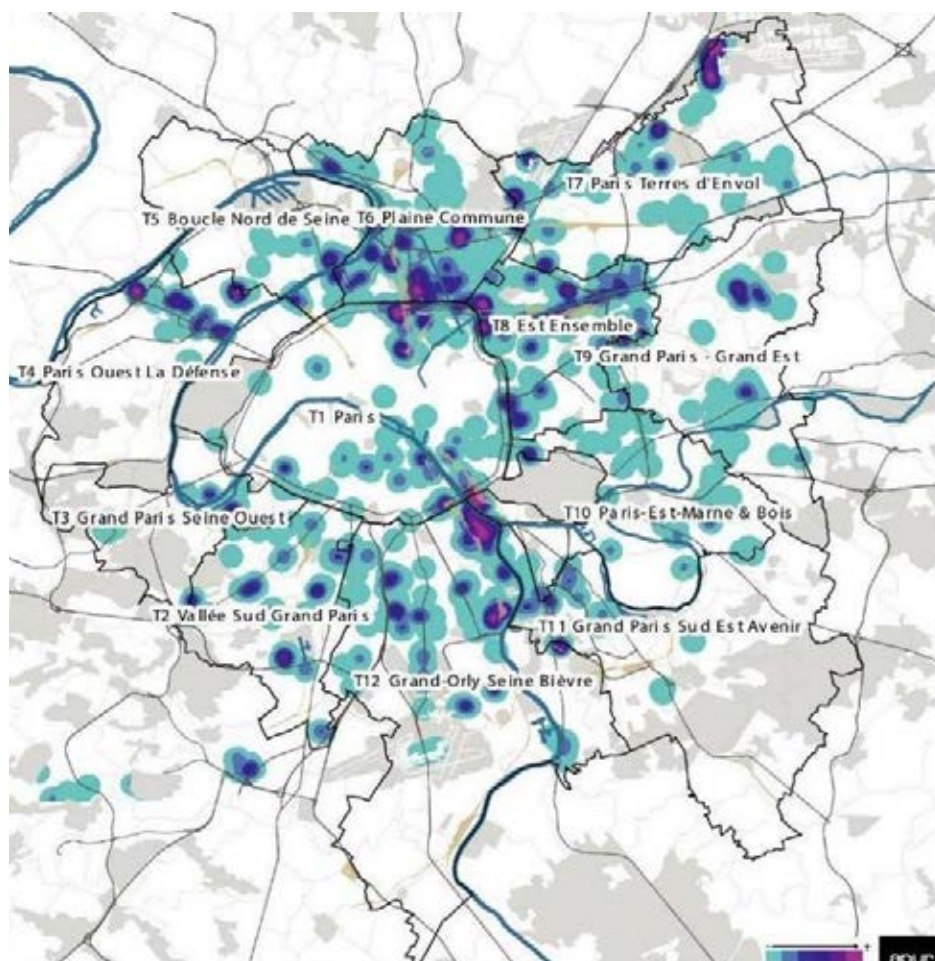 T7 Paris Terres d'Envol
T5 Boucle Nord de Seine
T6 Plaine Commune
T8 Est Ensemble
T9 Grand Paris - Grand Est
T4 Paris Ouest La Défense
T1 Paris
T3 Grand Paris Seine Ouest
T10 Paris-Est-Marne & Bois
T2 Vallée Sud Grand Paris
T11 Grand Paris Sud Est Avenir
T12 Grand-Orly Seine Bièvre
+